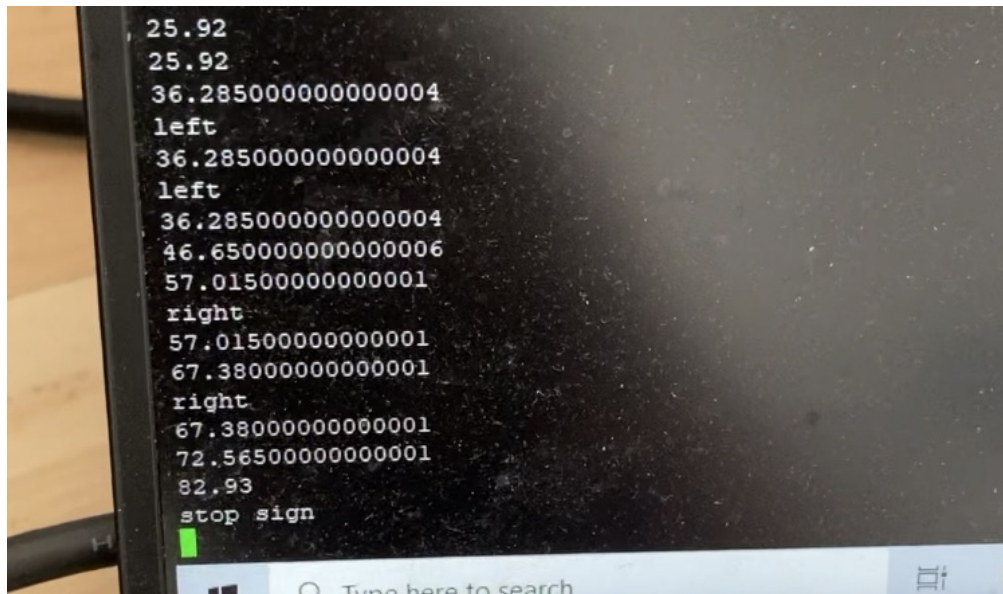 25.92
25.92
36.285000000000004
left
36.285000000000004
left
36.285000000000004
46.650000000000006
57.01500000000001
right
57.01500000000001
67.38000000000001
right
67.38000000000001
72.56500000000001
82.93
stop sign
H
Type here to search